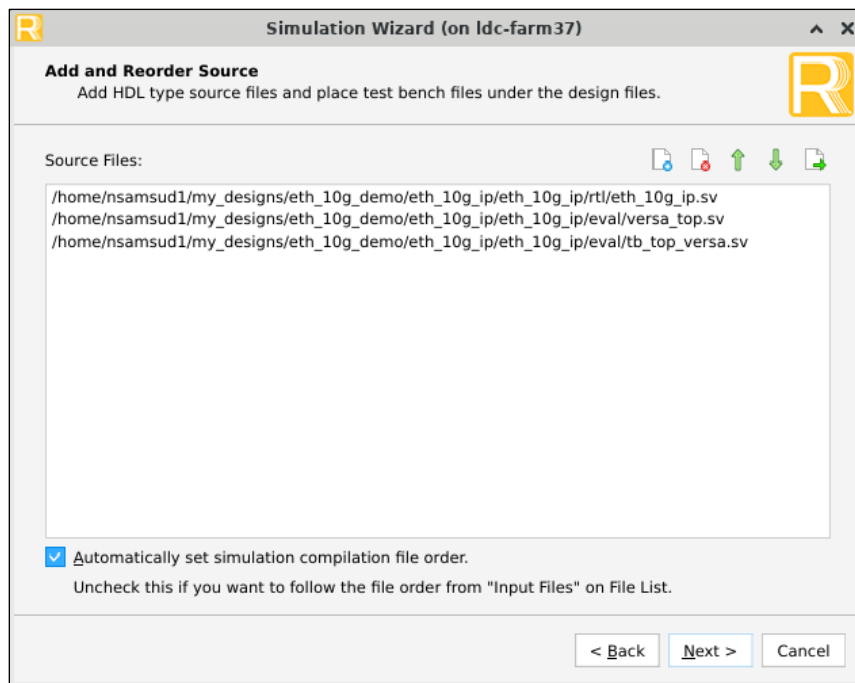 Simulation Wizard (on ldc-farm37)
Add and Reorder Source
Add HDL type source files and place test bench files under the design files.
Source Files:
/home/nsamsud1/my_designs/eth_10g_demo/eth_10g_ip/eth_10g_ip/rtl/eth_10g_ip.sv
/home/nsamsud1/my_designs/eth_10g_demo/eth_10g_ip/eth_10g_ip/eval/versa_top.sv
/home/nsamsud1/my_designs/eth_10g_demo/eth_10g_ip/eth_10g_ip/eval/tb_top_versa.sv
Automatically set simulation compilation file order.
Uncheck this if you want to follow the file order from "Input Files" on File List.
< Back Next > Cancel